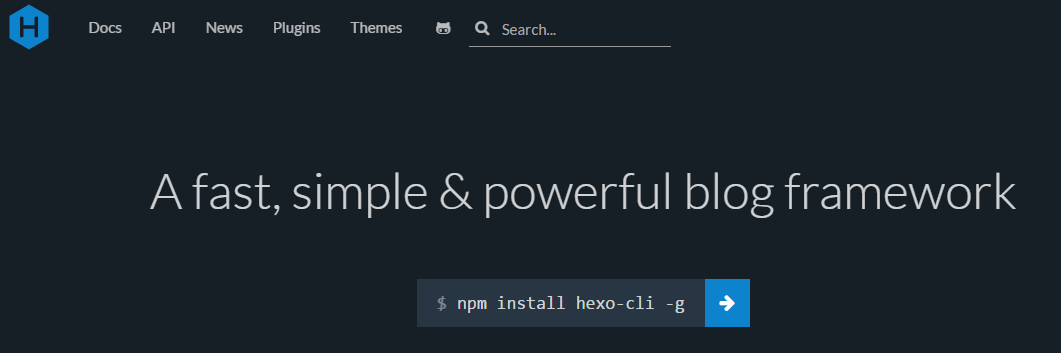 H Docs API News Plugins Themes Search...
A fast, simple & powerful blog framework
$ npm install hexo-cli -g